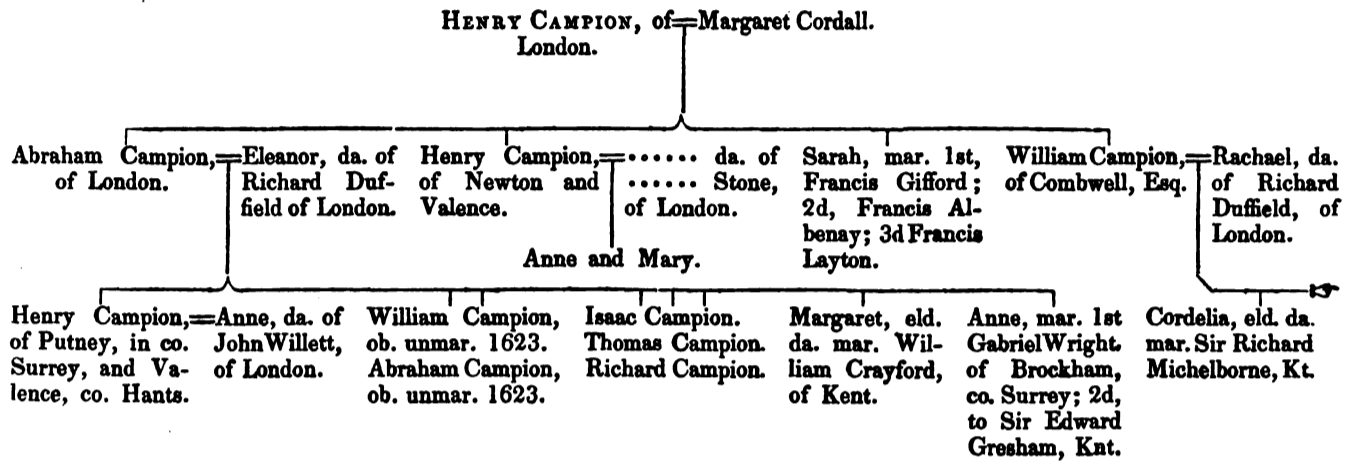 HENRY CAMPION, of=Margaret Cordall.
London.
Abraham Campion,=Eleanor, da. of
of London. Richard Duf-
field of London.
Henry Campion,=...... da. of
of Newton and ...... Stone,
Valence. of London.
Sarah, mar. 1st,
Francis Gifford;
2d, Francis Al-
benay; 3d Francis
Layton.
William Campion,=Rachael, da.
of Combwell, Esq. of Richard
Duffield, of
London.
Anne and Mary.
Henry Campion,=Anne, da. of
of Putney, in co. John Willett,
Surrey, and Va- of London.
lence, co. Hants.
William Campion,
ob. unmar. 1623.
Abraham Campion,
ob. unmar. 1623.
Isaac Campion.
Thomas Campion.
Richard Campion.
Margaret, eld.
da. mar. Wil-
liam Crayford,
of Kent.
Anne, mar. 1st
Gabriel Wright,
of Brockham,
co. Surrey; 2d,
to Sir Edward
Gresham, Knt.
Cordelia, eld. da.
mar. Sir Richard
Michelborne, Kt.